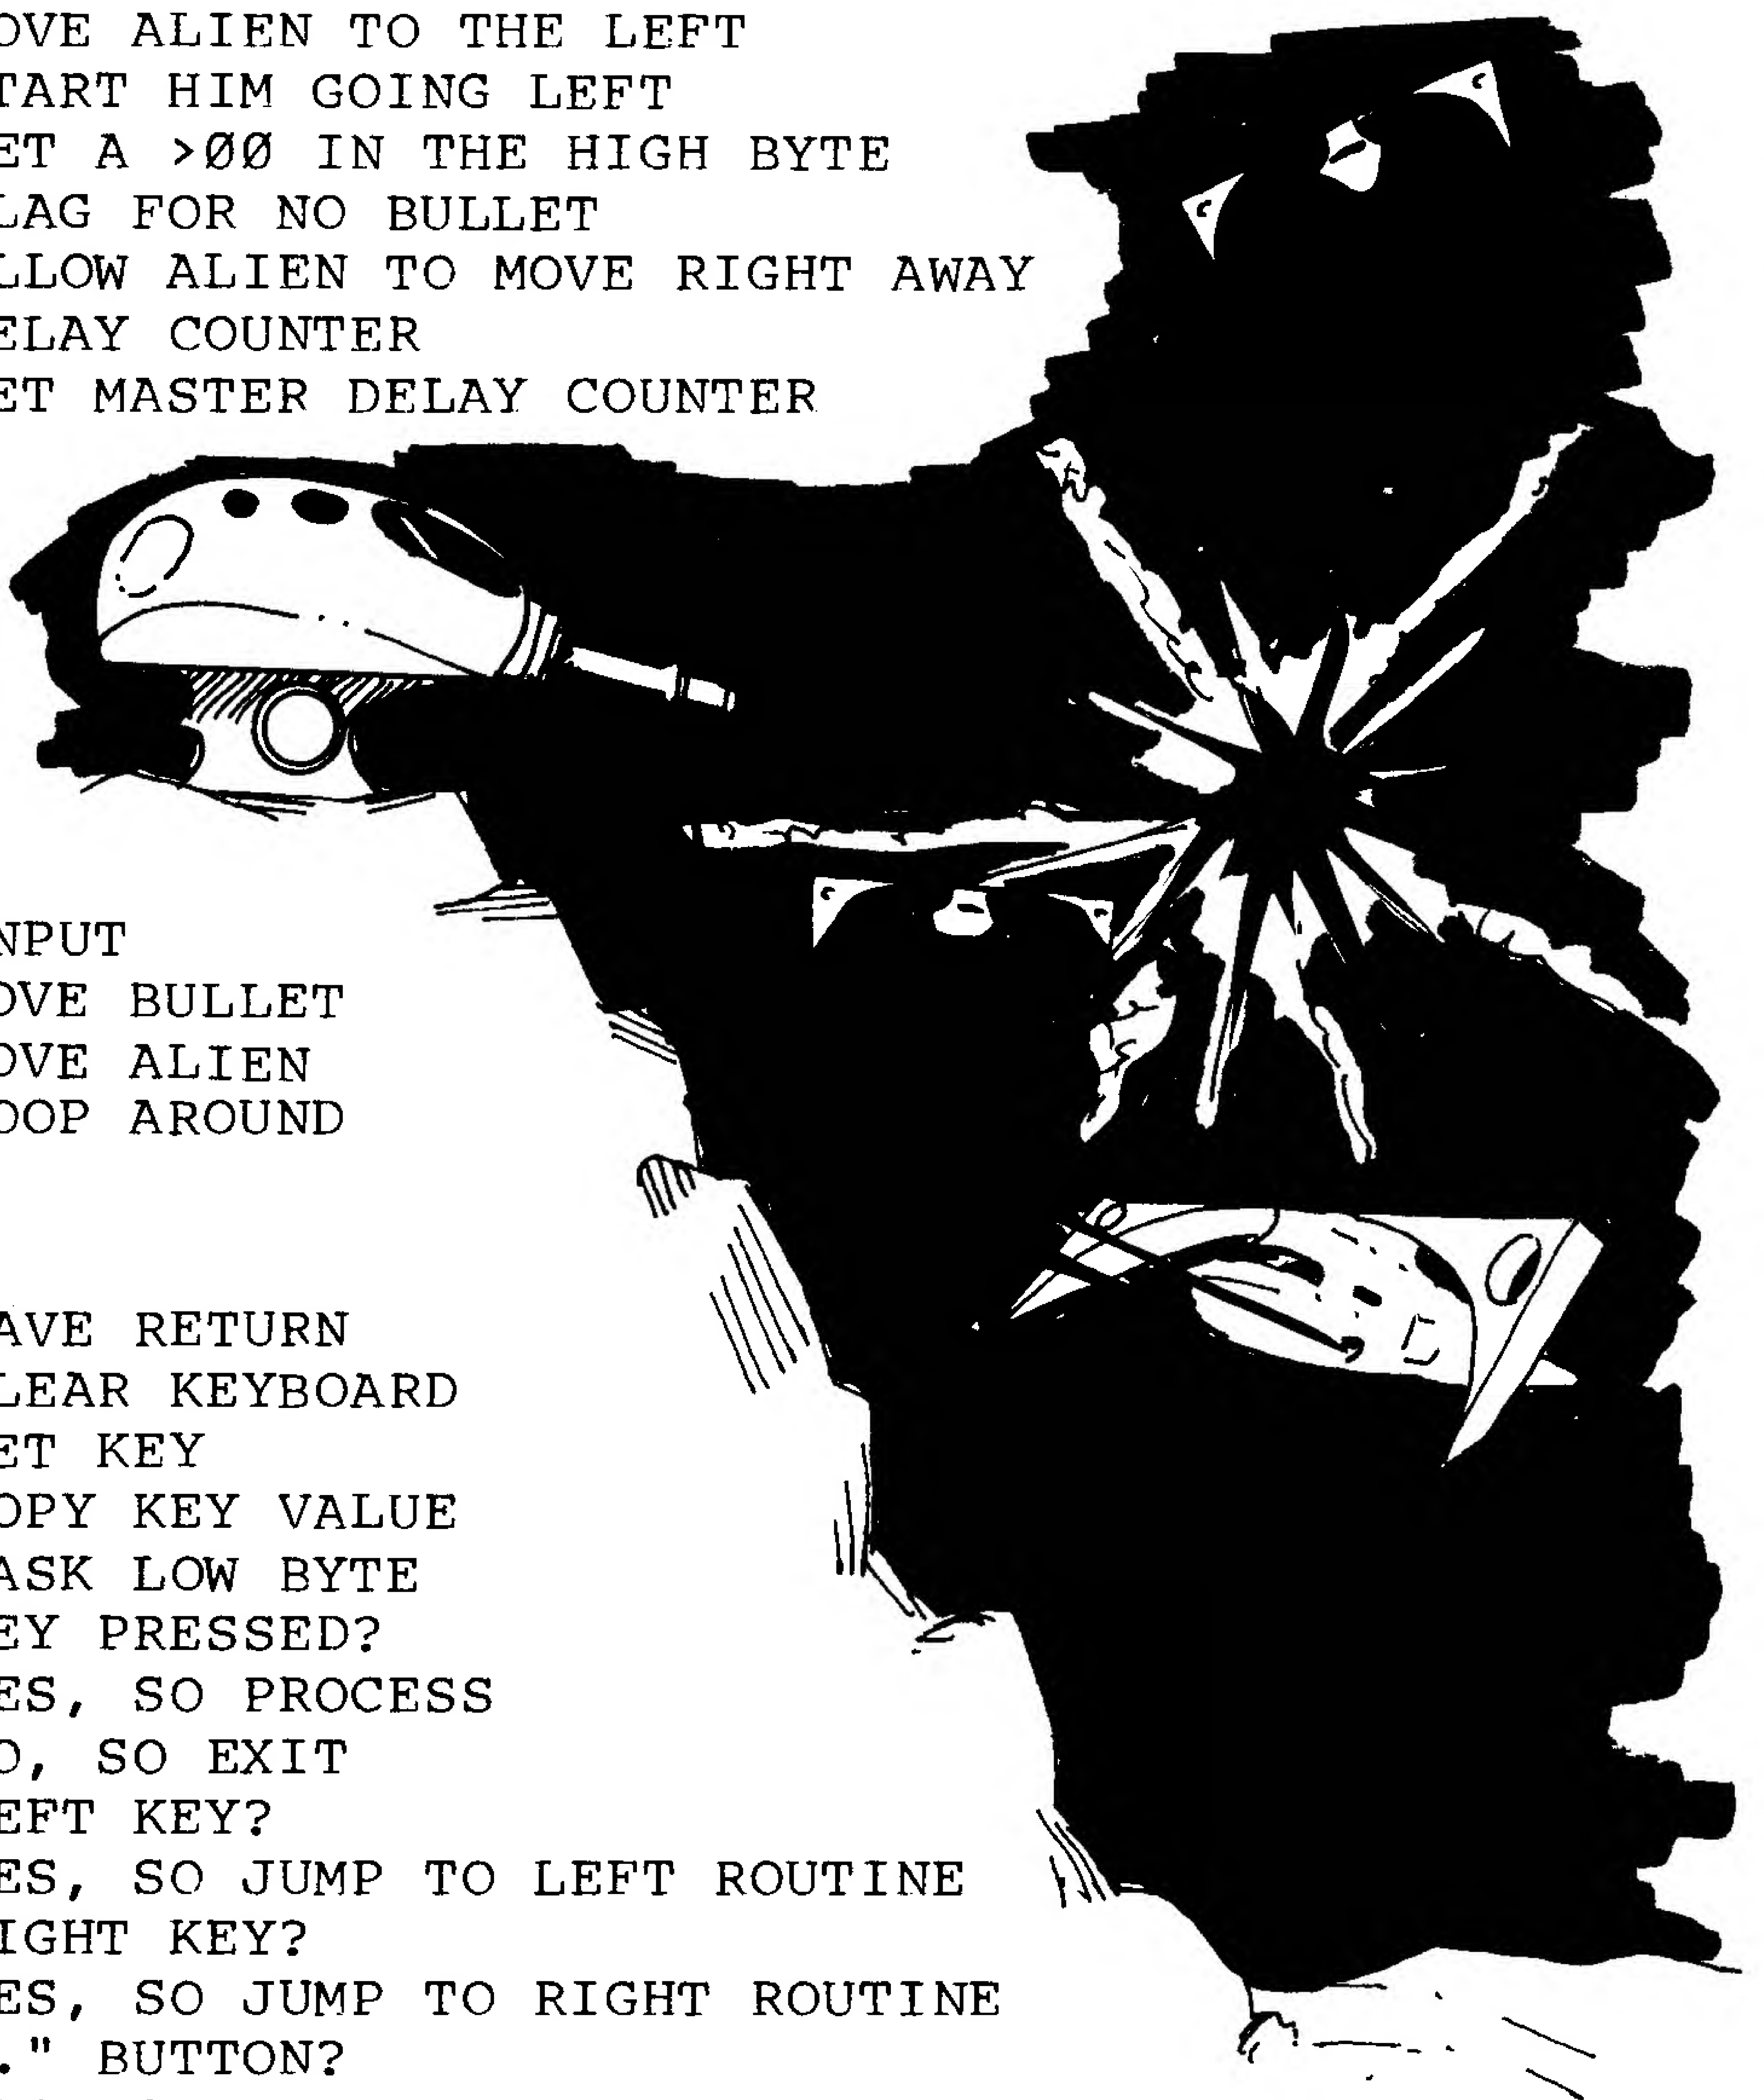 OVE ALIEN TO THE LEFT
TART HIM GOING LEFT
ET A >00 IN THE HIGH BYTE
LAG FOR NO BULLET
LLOW ALIEN TO MOVE RIGHT AWAY
ELAY COUNTER
ET MASTER DELAY COUNTER
NPUT
OVE BULLET
OVE ALIEN
OOP AROUND
AVE RETURN
LEAR KEYBOARD
ET KEY
OPY KEY VALUE
ASK LOW BYTE
EY PRESSED?
ES, SO PROCESS
O, SO EXIT
EFT KEY?
ES, SO JUMP TO LEFT ROUTINE
IGHT KEY?
ES, SO JUMP TO RIGHT ROUTINE
." BUTTON?